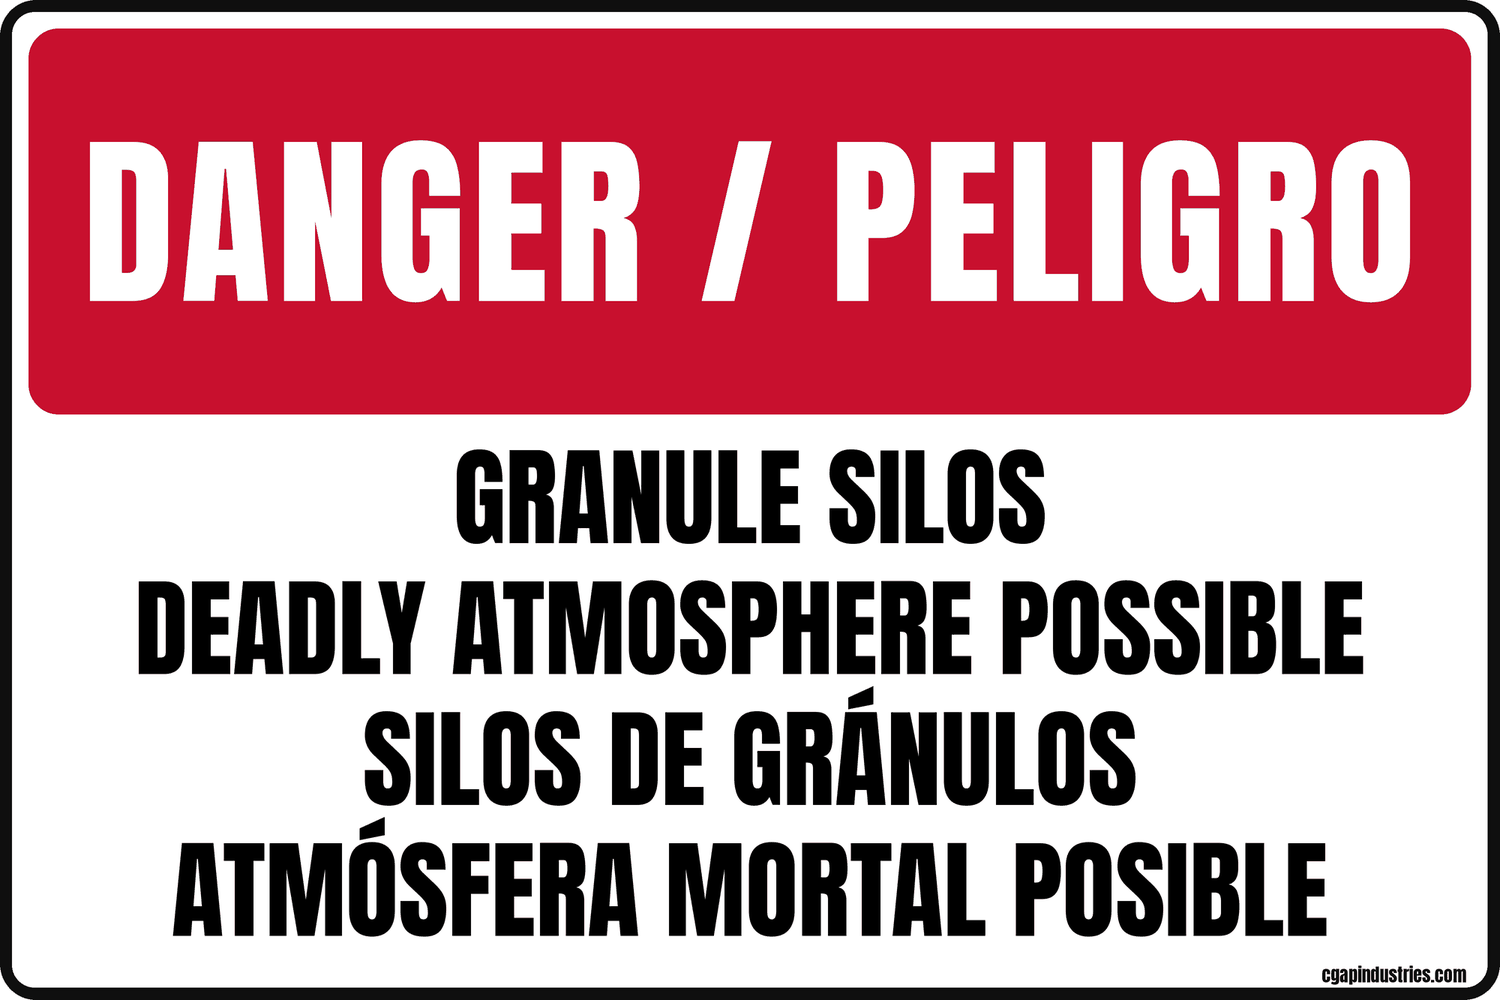 DANGER / PELIGRO
GRANULE SILOS
DEADLY ATMOSPHERE POSSIBLE
SILOS DE GRÁNULOS
ATMÓSFERA MORTAL POSIBLE
cgapindustries.com